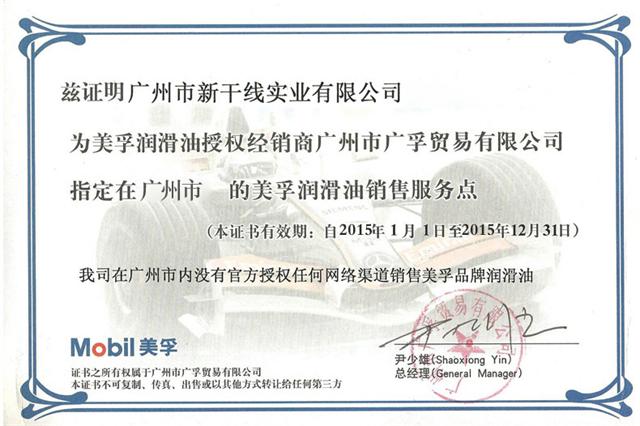 兹证明广州市新干线实业有限公司
为美孚润滑油授权经销商广州市广孚贸易有限公司
指定在广州市 的美孚润滑油销售服务点
(本证书有效期：自2015年1月1日至2015年12月31日)
我司在广州市内没有官方授权任何网络渠道销售美孚品牌润滑油
Mobil 美孚
尹少雄(Shaoxiong Yin)
总经理(General Manager)
证书之所有权属于广州市广孚贸易有限公司
本证书不可复制、传真、出售或以其他方式转让给任何第三方
SIEMENS